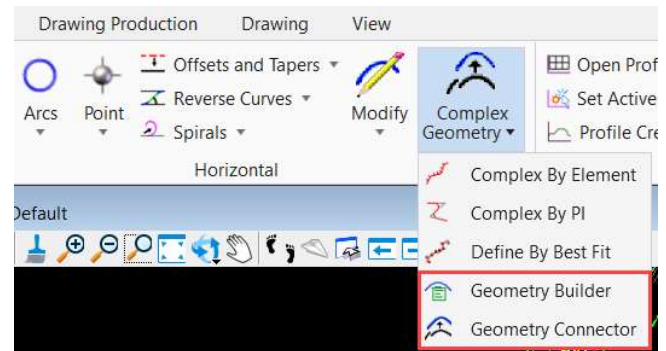 Drawing Production Drawing View
Offsets and Tapers
Open Prof
Reverse Curves
Set Active
Arcs Point Modify Complex Geometry
Spirals
Profile Cre
Horizontal
Complex By Element
Default
Complex By PI
Define By Best Fit
Geometry Builder
Geometry Connector